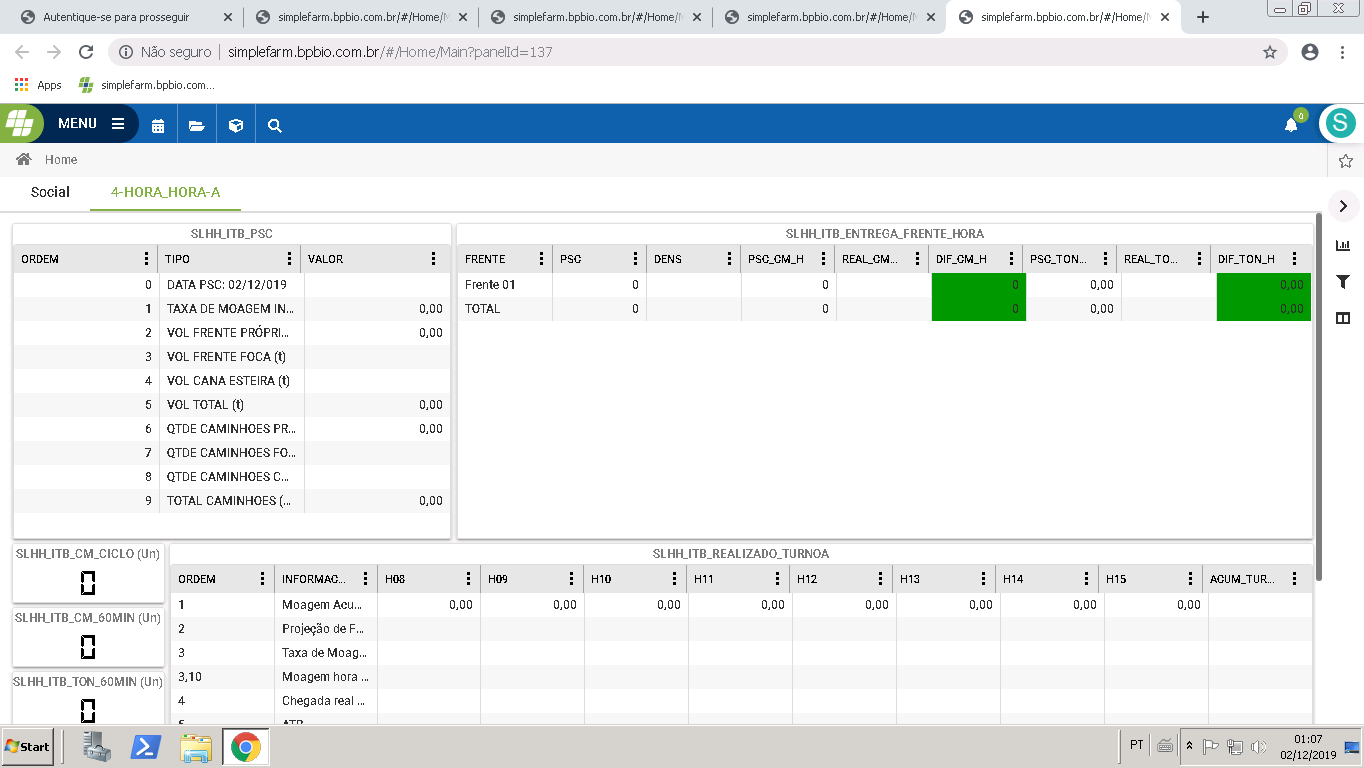 Autentique-se para prosseguir
simplefarm.bpbio.com.br/#/Home/M
simplefarm.bpbio.com.br/#/Home/M
simplefarm.bpbio.com.br/#/Home/M
simplefarm.bpbio.com.br/#/Home/M
Não seguro
simplefarm.bpbio.com.br/#/Home/Main?panelId=137
Apps
simplefarm.bpbio.com...
MENU
0
S
Home
Social
4-HORA_HORA-A
SLHH_ITB_PSC
ORDEM TIPO VALOR
0 DATA PSC: 02/12/019
1 TAXA DE MOAGEM IN... 0,00
2 VOL FRENTE PRÓPRI... 0,00
3 VOL FRENTE FOCA (t)
4 VOL CANA ESTEIRA (t)
5 VOL TOTAL (t) 0,00
6 QTDE CAMINHOES PR... 0,00
7 QTDE CAMINHOES FO...
8 QTDE CAMINHOES C...
9 TOTAL CAMINHOES (... 0,00
SLHH_ITB_ENTREGA_FRENTE_HORA
FRENTE PSC DENS PSC_CM_H REAL_CM... DIF_CM_H PSC_TON... REAL_TO... DIF_TON_H
Frente 01 0 0 0 0,00 0,00
TOTAL 0 0 0 0,00 0,00
SLHH_ITB_CM_CICLO (Un)
0
SLHH_ITB_CM_60MIN (Un)
0
SLHH_ITB_TON_60MIN (Un)
0
SLHH_ITB_REALIZADO_TURNOA
ORDEM INFORMAC... H08 H09 H10 H11 H12 H13 H14 H15 ACUM_TUR...
1 Moagem Acu... 0,00 0,00 0,00 0,00 0,00 0,00 0,00 0,00
2 Projeção de F...
3 Taxa de Moag...
3,10 Moagem hora ...
4 Chegada real ...
5 ATR
Start
PT
01:07
02/12/2019